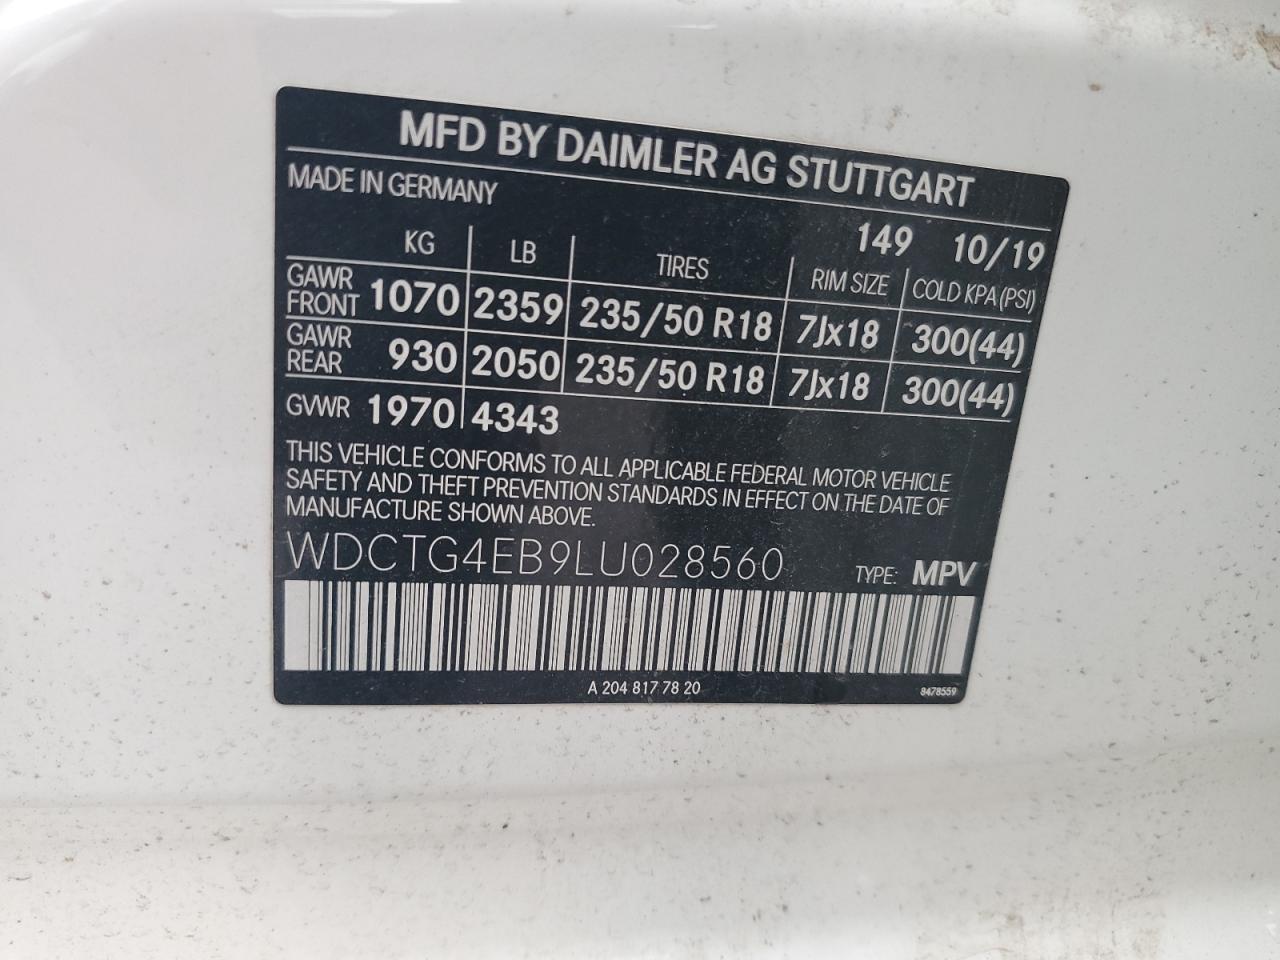 MFD BY DAIMLER AG STUTTGART
MADE IN GERMANY
149 10/19
KG LB TIRES RIM SIZE COLD KPA (PSI)
GAWR FRONT 1070 2359 235/50 R18 7Jx18 300(44)
GAWR REAR 930 2050 235/50 R18 7Jx18 300(44)
GVWR 1970 4343
THIS VEHICLE CONFORMS TO ALL APPLICABLE FEDERAL MOTOR VEHICLE
SAFETY AND THEFT PREVENTION STANDARDS IN EFFECT ON THE DATE OF
MANUFACTURE SHOWN ABOVE.
WDCTG4EB9LU028560 TYPE: MPV
A 204 817 78 20 8478559